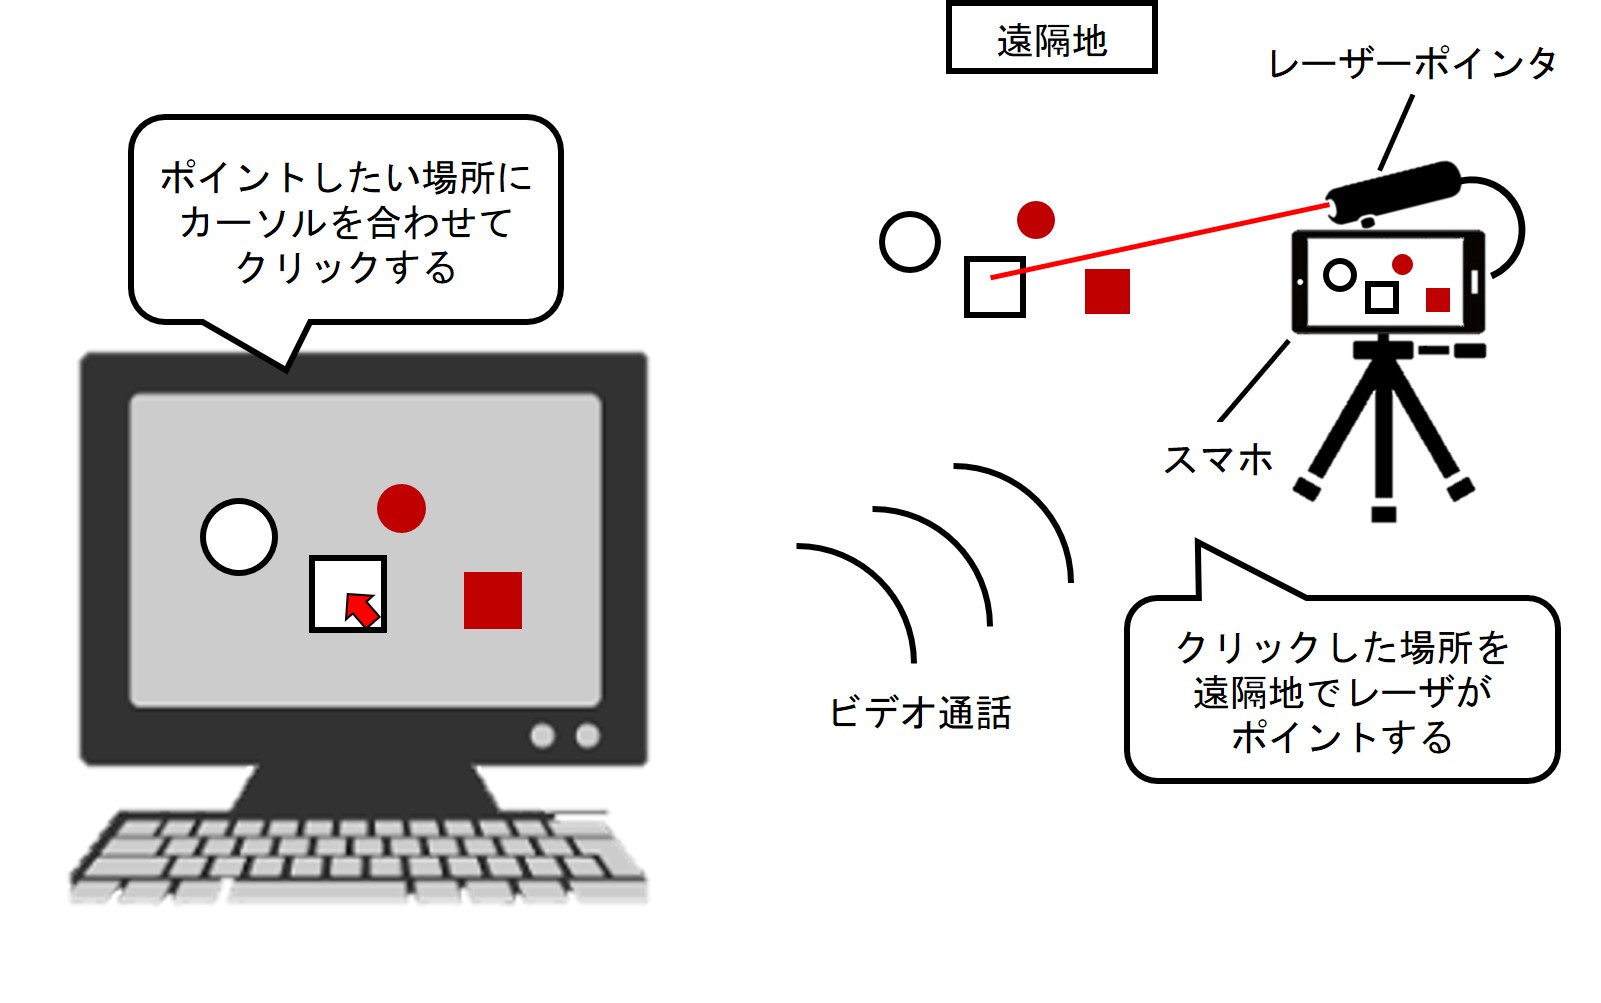 遠隔地
レーザーポインタ
ポイントしたい場所に
カーソルを合わせて
クリックする
スマホ
ビデオ通話
クリックした場所を
遠隔地でレーザが
ポイントする